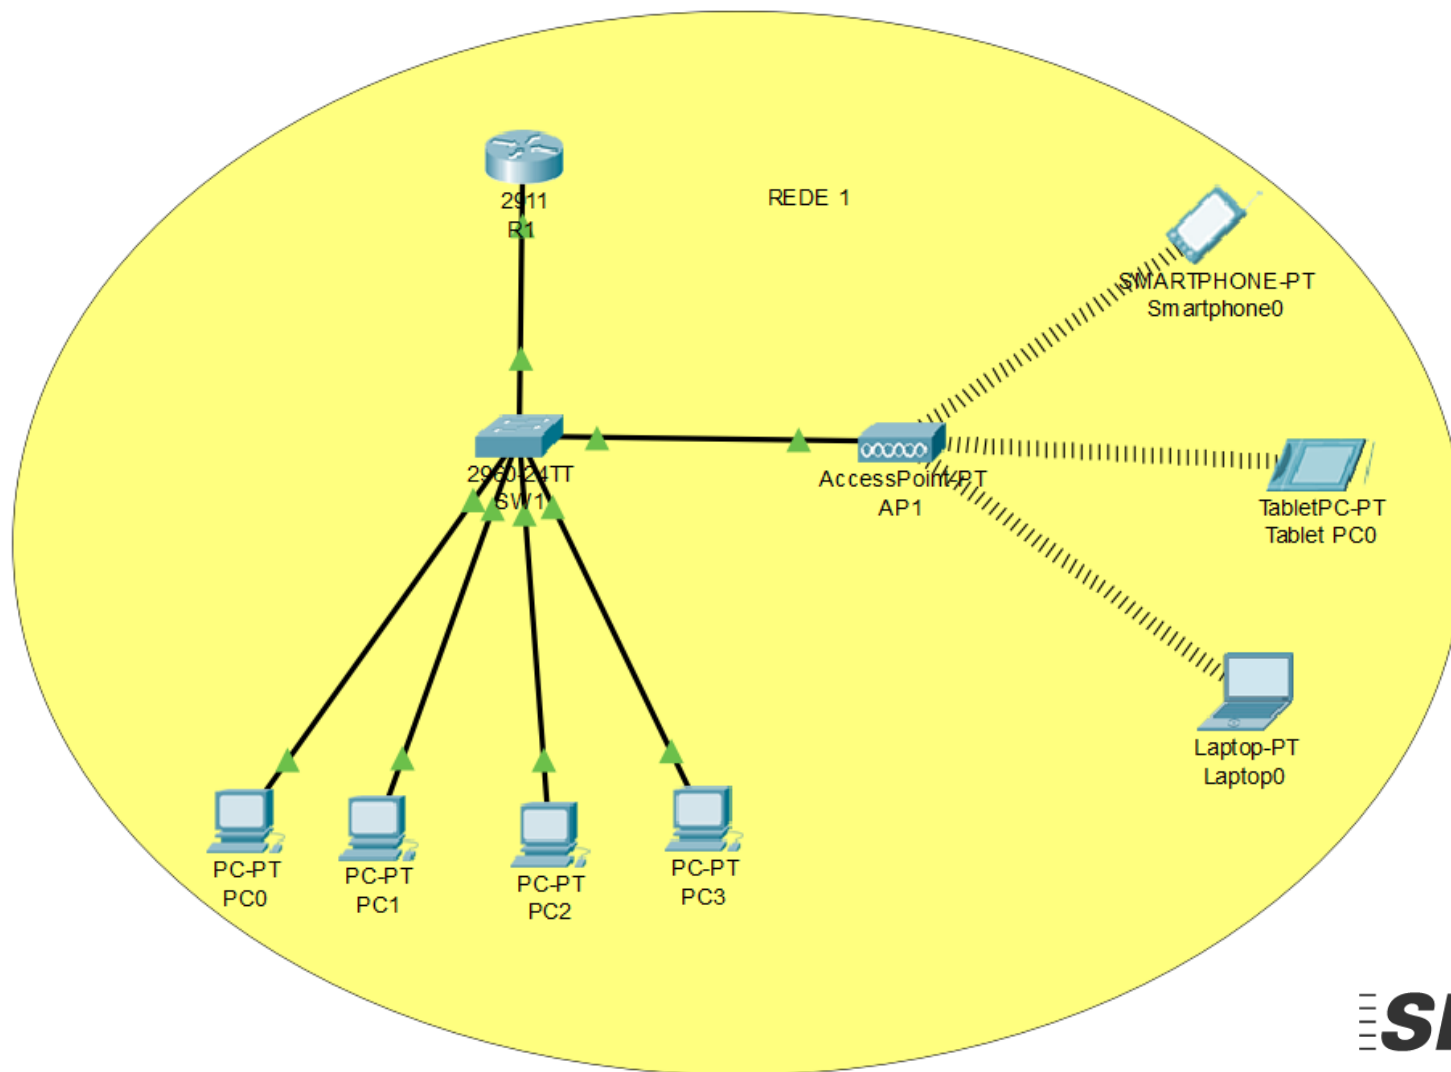 2911
R1
REDE 1
SMARTPHONE-PT
Smartphone0
2960-24TT
SW1
AccessPoint-PT
AP1
TabletPC-PT
Tablet PC0
Laptop-PT
Laptop0
PC-PT
PC0
PC-PT
PC1
PC-PT
PC2
PC-PT
PC3